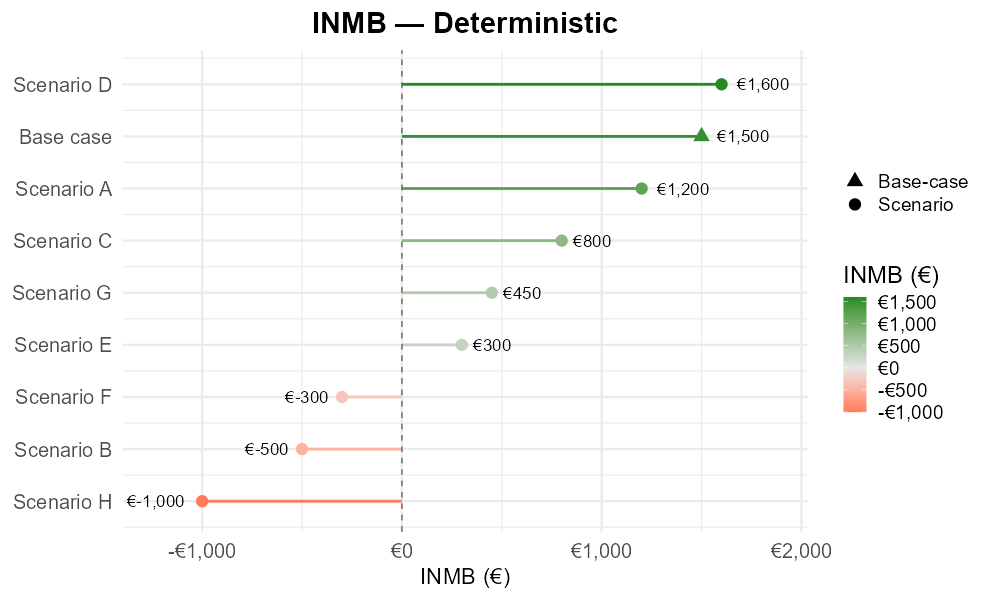 INMB — Deterministic
Scenario D
€1,600
Base case
€1,500
Scenario A
€1,200
Scenario C
€800
Scenario G
€450
Scenario E
€300
Scenario F
€-300
Scenario B
€-500
Scenario H
€-1,000
-€1,000
€0
€1,000
€2,000
INMB (€)
Base-case
Scenario
INMB (€)
€1,500
€1,000
€500
€0
-€500
-€1,000